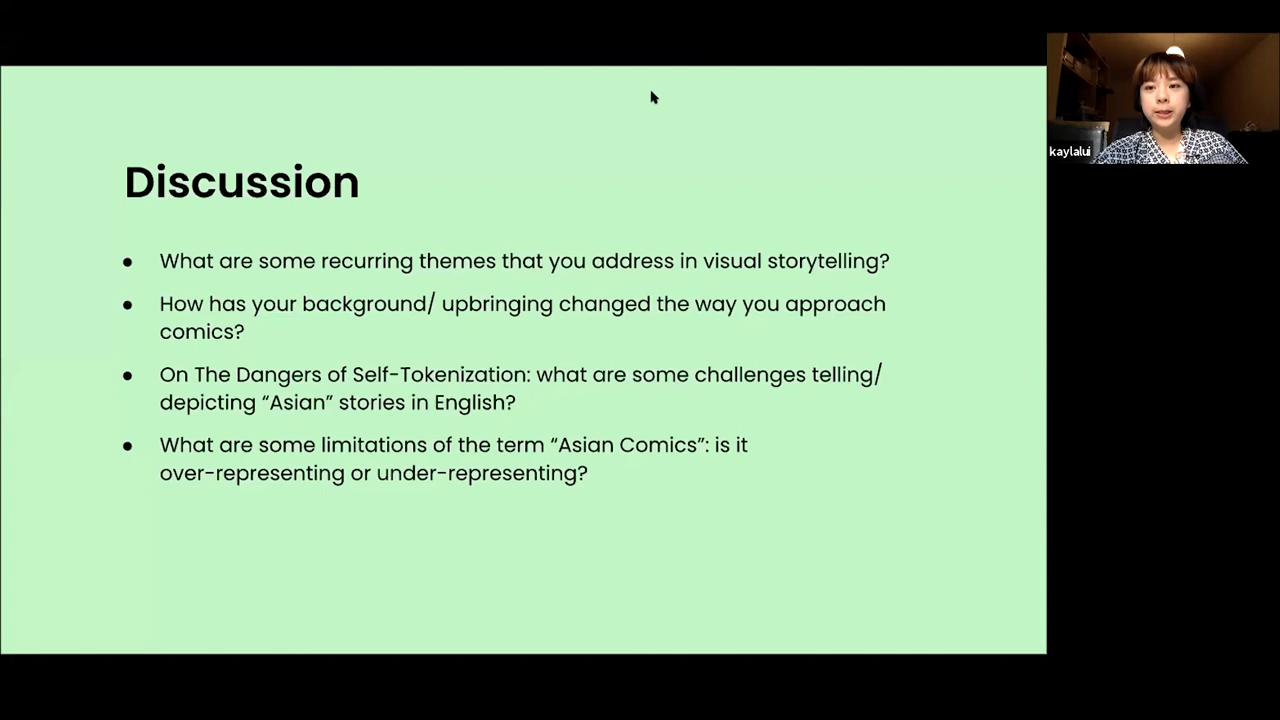 Discussion
● What are some recurring themes that you address in visual storytelling?
● How has your background/ upbringing changed the way you approach
comics?
● On The Dangers of Self-Tokenization: what are some challenges telling/
depicting “Asian” stories in English?
● What are some limitations of the term “Asian Comics”: is it
over-representing or under-representing?
kaylalui